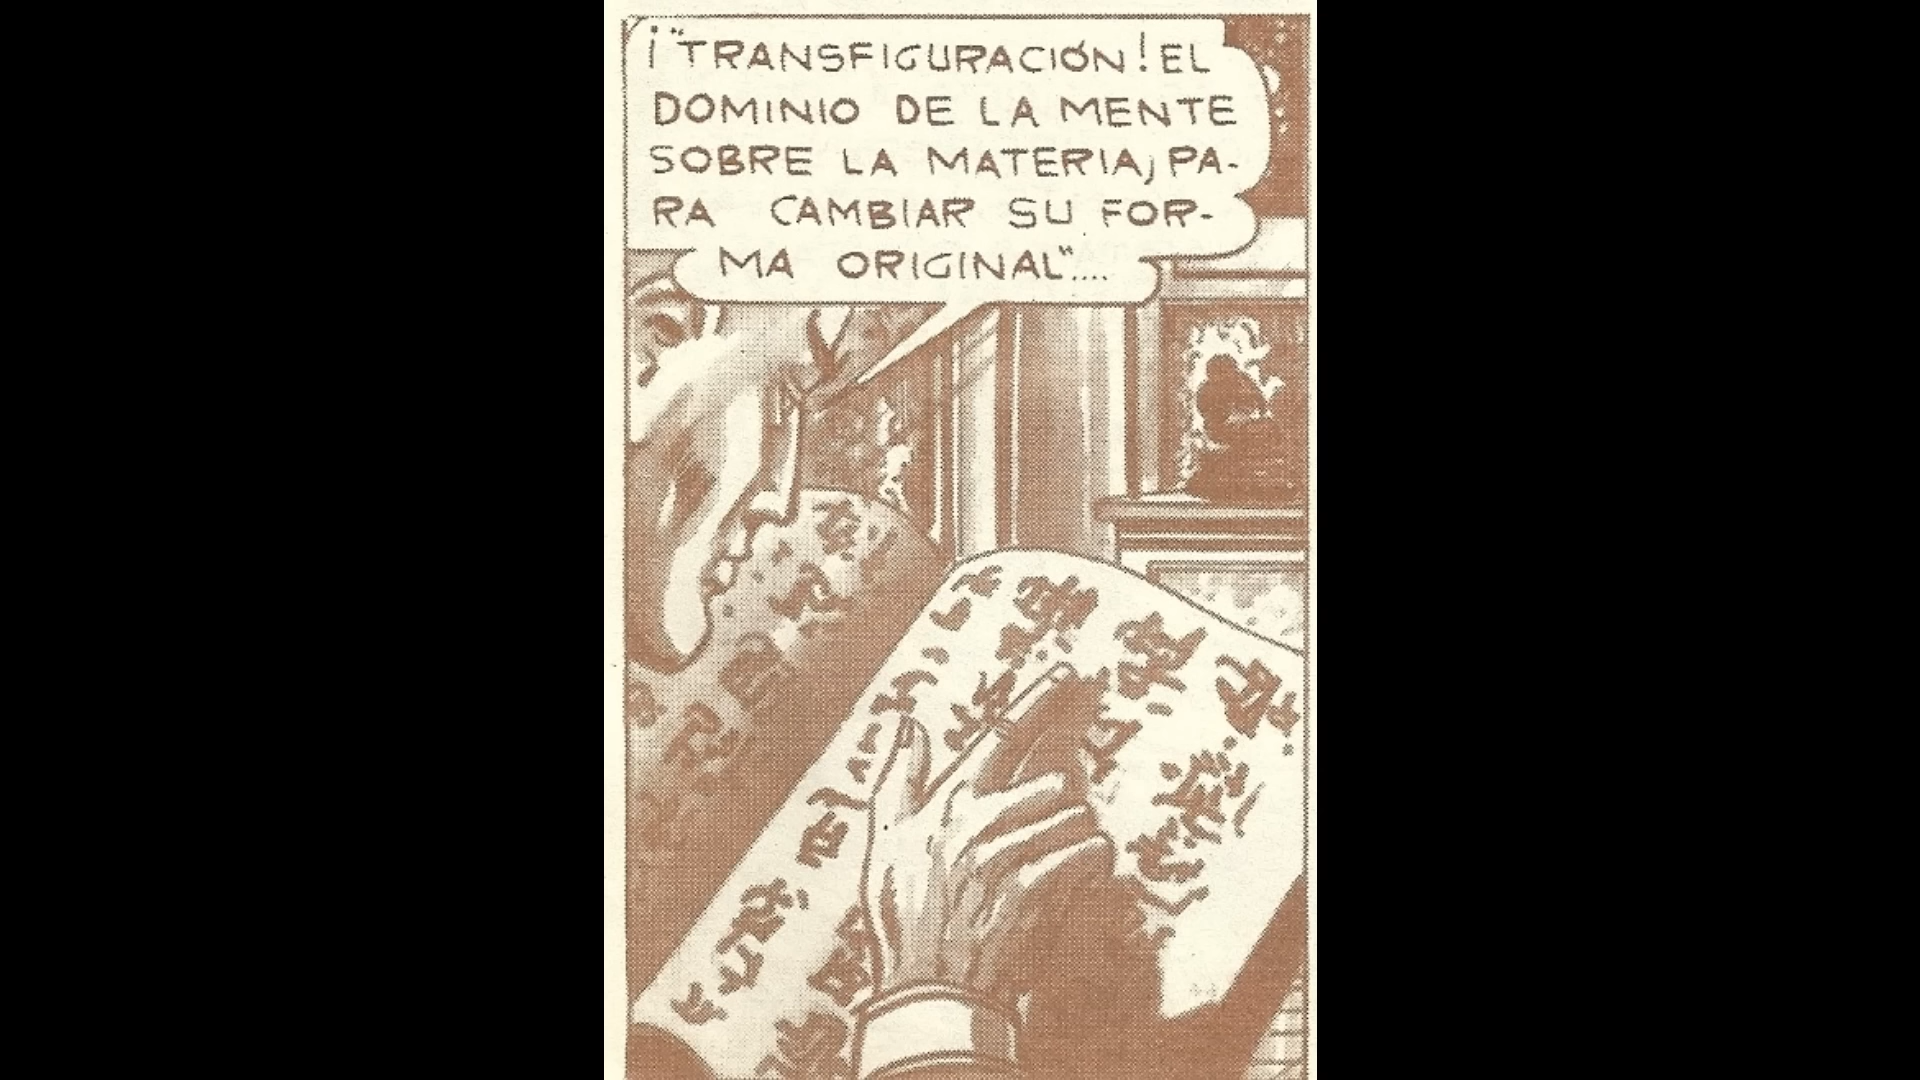 ¡"TRANSFIGURACIÓN! EL
DOMINIO DE LA MENTE
SOBRE LA MATERIA, PA-
RA CAMBIAR SU FOR-
MA ORIGINAL"....